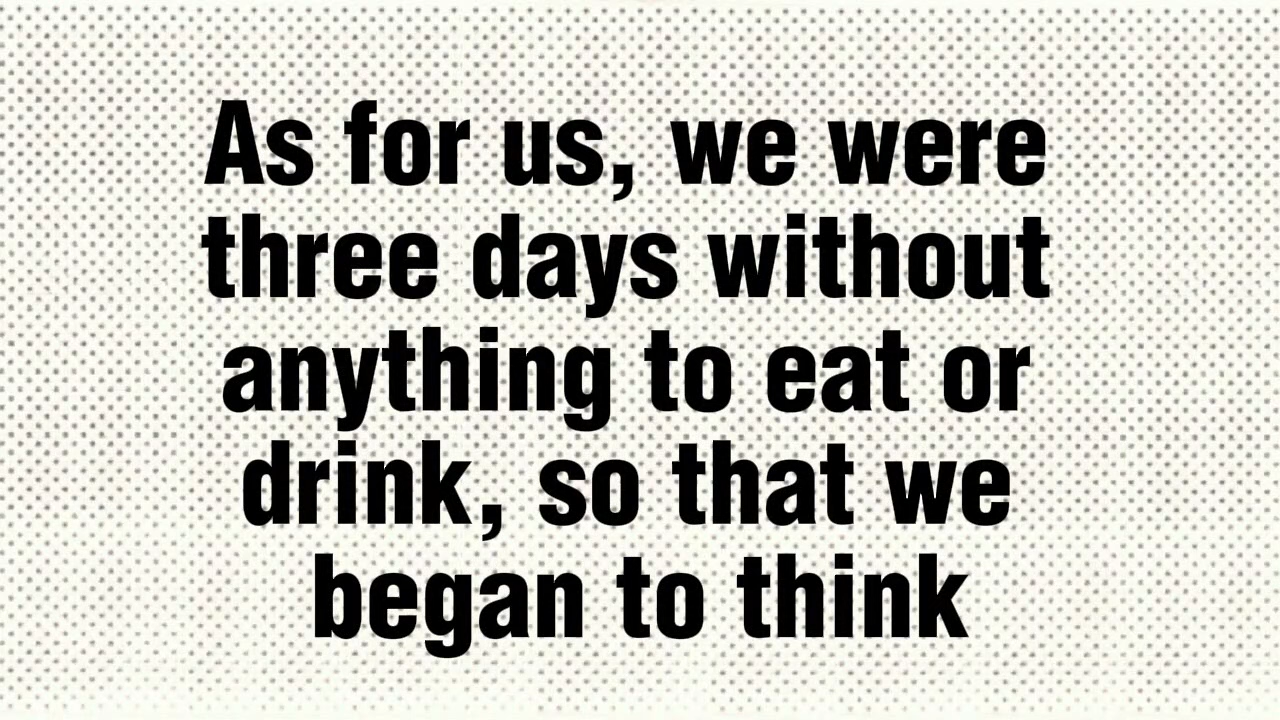 As for us, we were
three days without
anything to eat or
drink, so that we
began to think